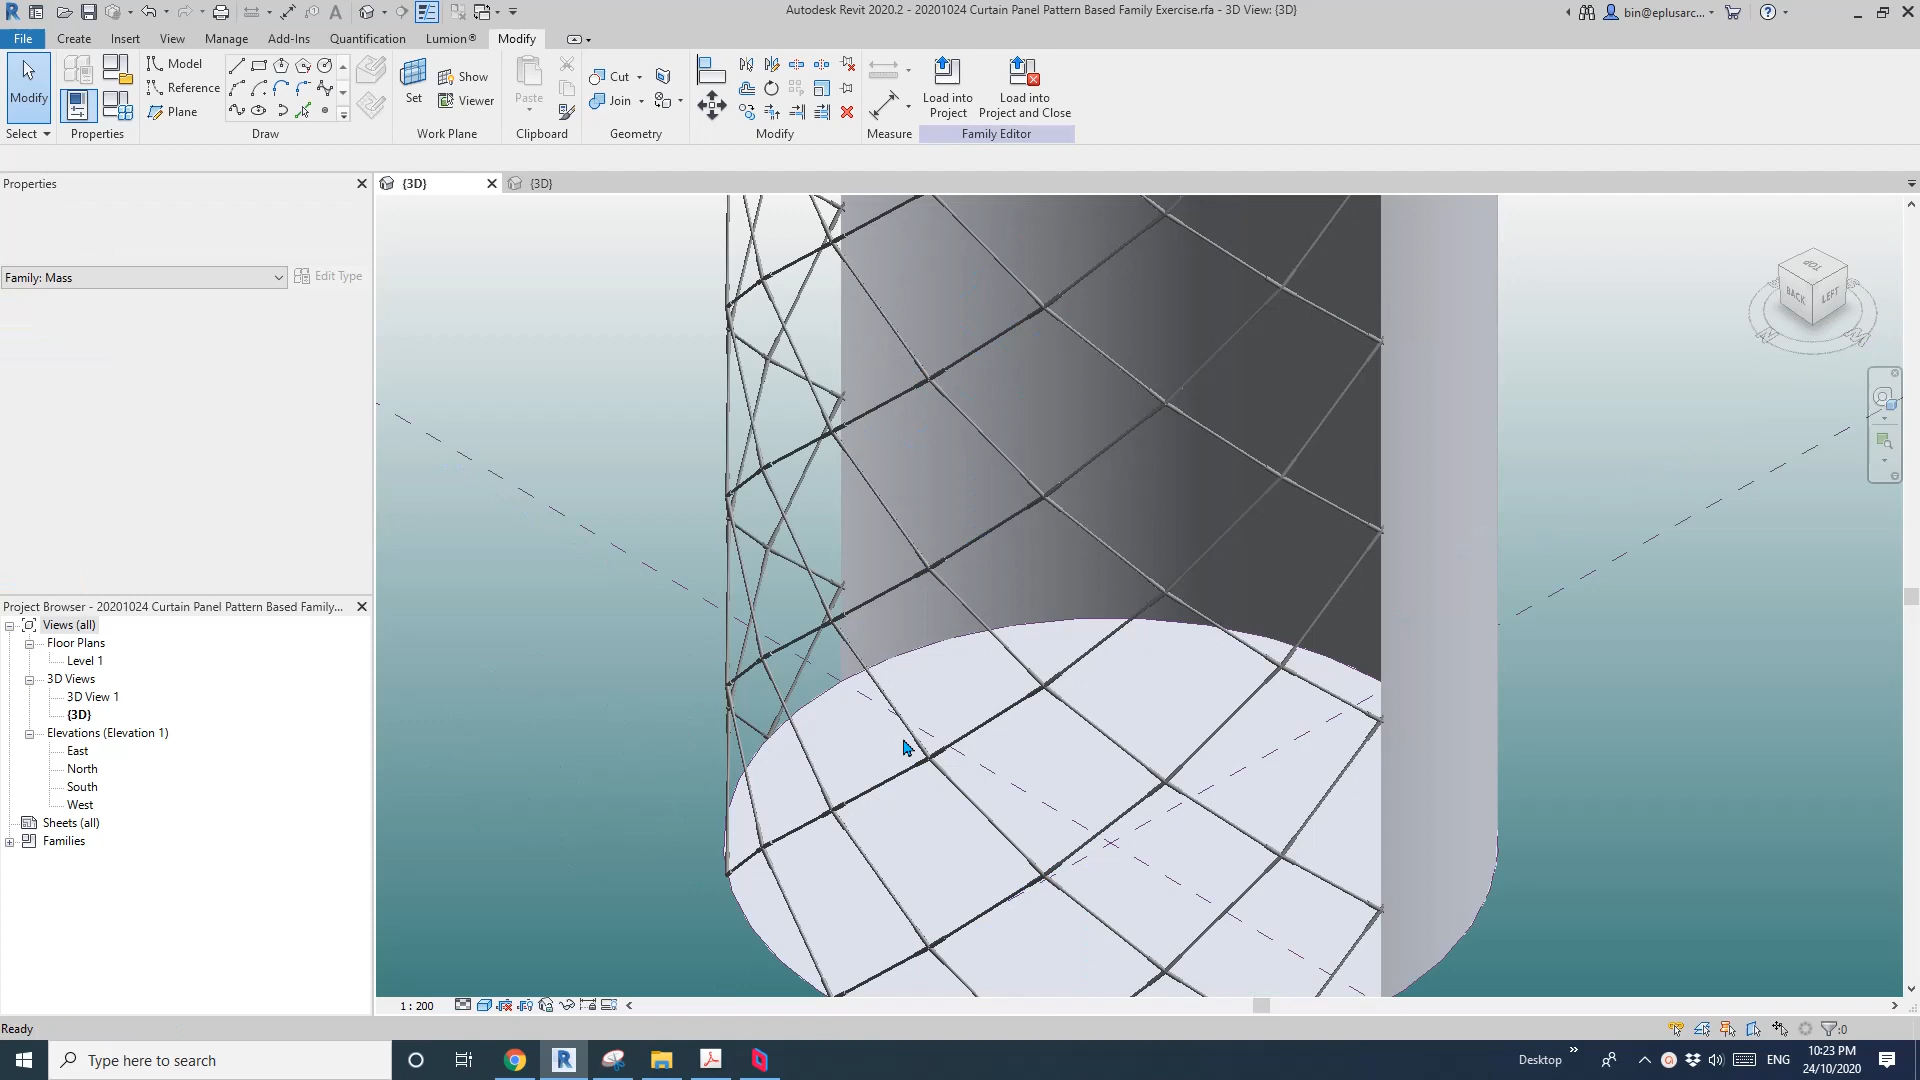 Autodesk Revit 2020.2 - 20201024 Curtain Panel Pattern Based Family Exercise.rfa - 3D View: {3D}
bin@eplusarc...
File Create Insert View Manage Add-Ins Quantification Lumion® Modify
Modify
Model
Reference
Plane
Set
Show
Viewer
Paste
Cut
Join
Load into
Project
Load into
Project and Close
Select Properties Draw Work Plane Clipboard Geometry Modify Measure Family Editor
Properties
{3D}
{3D}
Family: Mass
Edit Type
TOP
BACK
LEFT
Project Browser - 20201024 Curtain Panel Pattern Based Family...
Views (all)
Floor Plans
Level 1
3D Views
3D View 1
{3D}
Elevations (Elevation 1)
East
North
South
West
Sheets (all)
Families
1 : 200
Ready
:0
Type here to search
Desktop
ENG
10:23 PM
24/10/2020